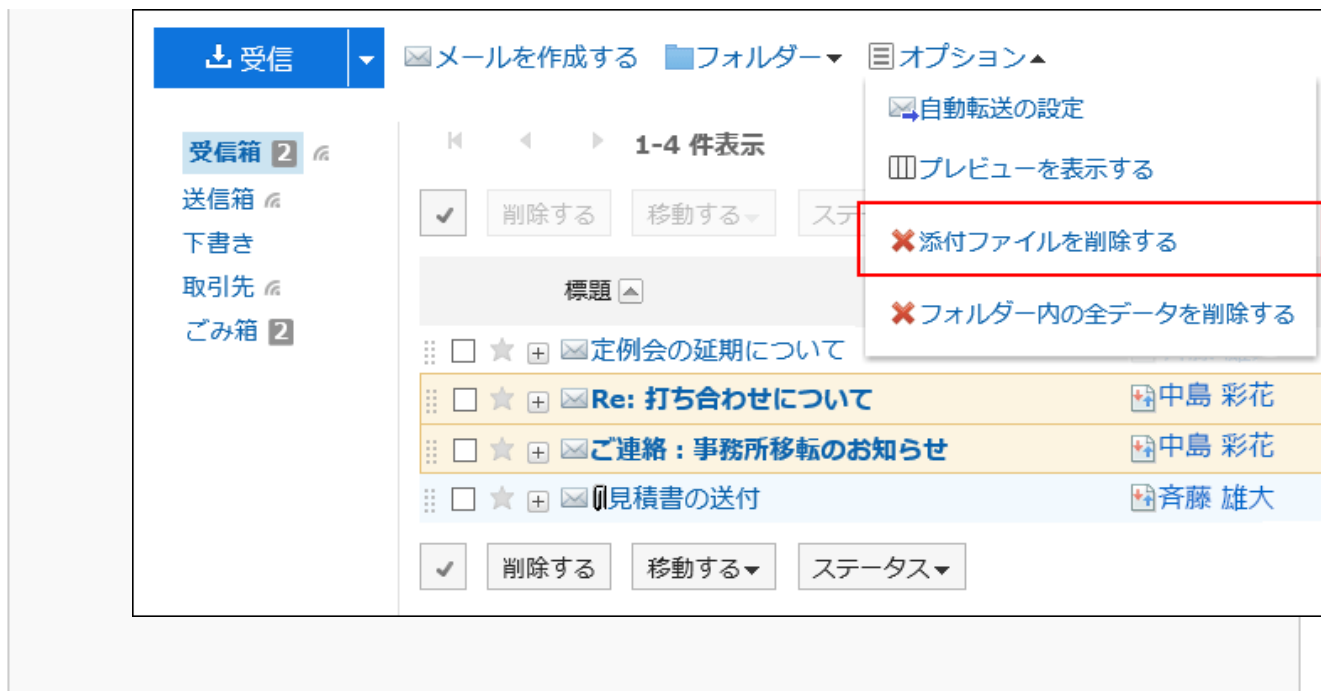 受信 メールを作成する フォルダー オプション
自動転送の設定
プレビューを表示する
添付ファイルを削除する
フォルダー内の全データを削除する
受信箱 2
送信箱
下書き
取引先
ごみ箱 2
1-4 件表示
削除する 移動する ステー
標題
定例会の延期について
Re: 打ち合わせについて 中島 彩花
ご連絡：事務所移転のお知らせ 中島 彩花
見積書の送付 斉藤 雄大
削除する 移動する ステータス